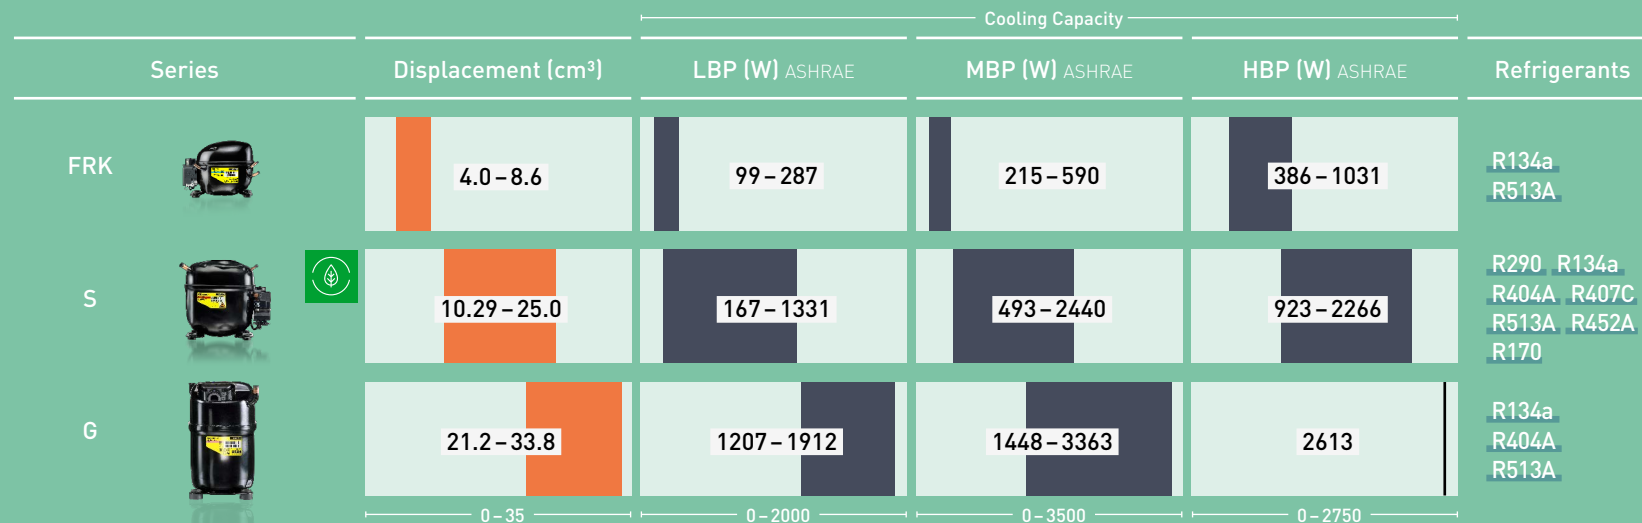 Cooling Capacity
Series Displacement (cm³) LBP (W) ASHRAE MBP (W) ASHRAE HBP (W) ASHRAE Refrigerants
FRK 4.0 – 8.6 99 – 287 215 – 590 386 – 1031 R134a
R513A
S 10.29 – 25.0 167 – 1331 493 – 2440 923 – 2266 R290 R134a
R404A R407C
R513A R452A
R170
G 21.2 – 33.8 1207 – 1912 1448 – 3363 2613 R134a
R404A
R513A
0 – 35 0 – 2000 0 – 3500 0 – 2750